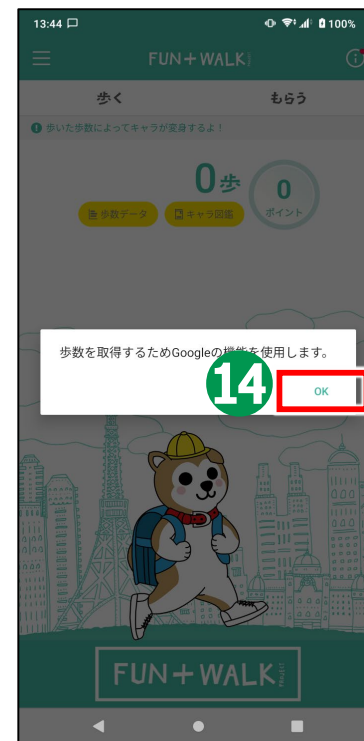 13:44 100%
FUN+WALK PROJECT
歩く もらう
歩いた歩数によってキャラが変身するよ！
0歩
0
ポイント
歩数データ キャラ図鑑
歩数を取得するためGoogleの機能を使用します。
14
OK
FUN+WALK PROJECT